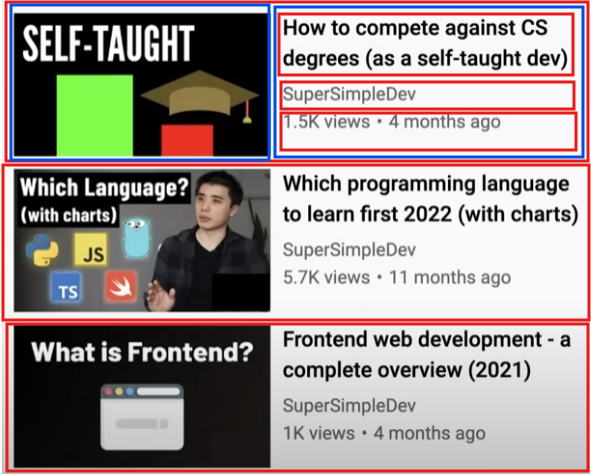 SELF-TAUGHT
How to compete against CS
degrees (as a self-taught dev)
SuperSimpleDev
1.5K views • 4 months ago
Which Language?
(with charts)
JS
TS
Which programming language
to learn first 2022 (with charts)
SuperSimpleDev
5.7K views • 11 months ago
What is Frontend?
Frontend web development - a
complete overview (2021)
SuperSimpleDev
1K views • 4 months ago